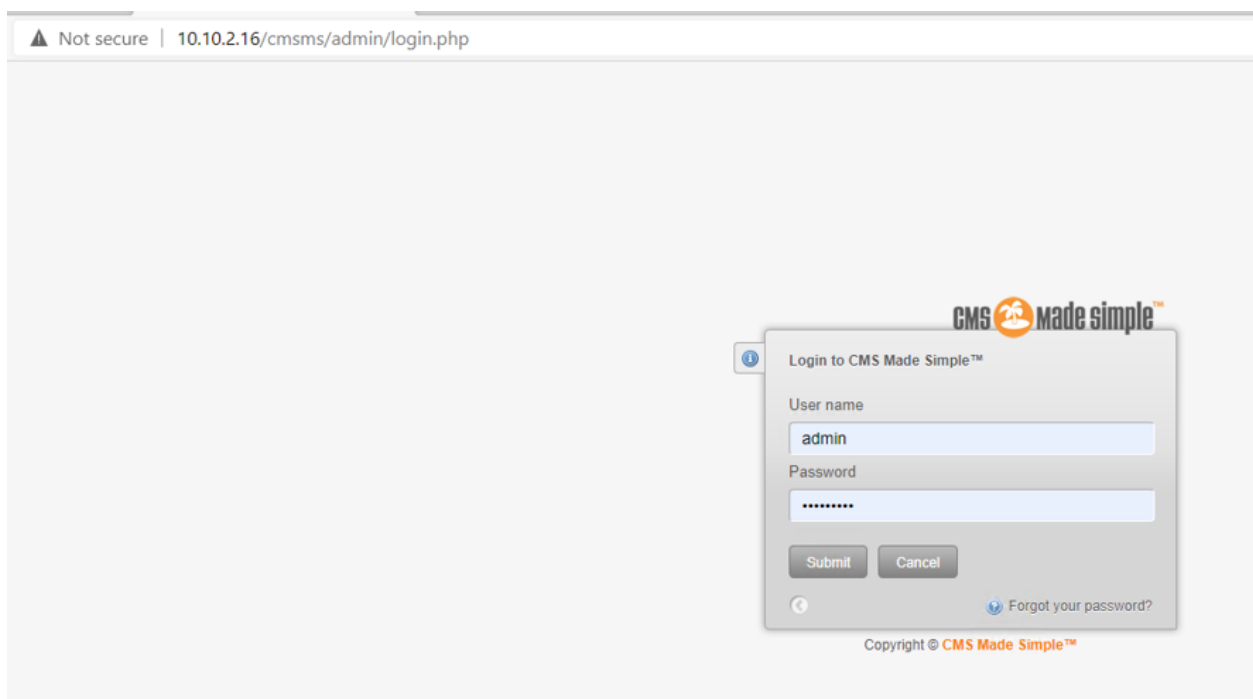 Not secure | 10.10.2.16/cmsms/admin/login.php
CMS Made simple™
Login to CMS Made Simple™
User name
admin
Password
•••••••••
Submit Cancel
Forgot your password?
Copyright © CMS Made Simple™